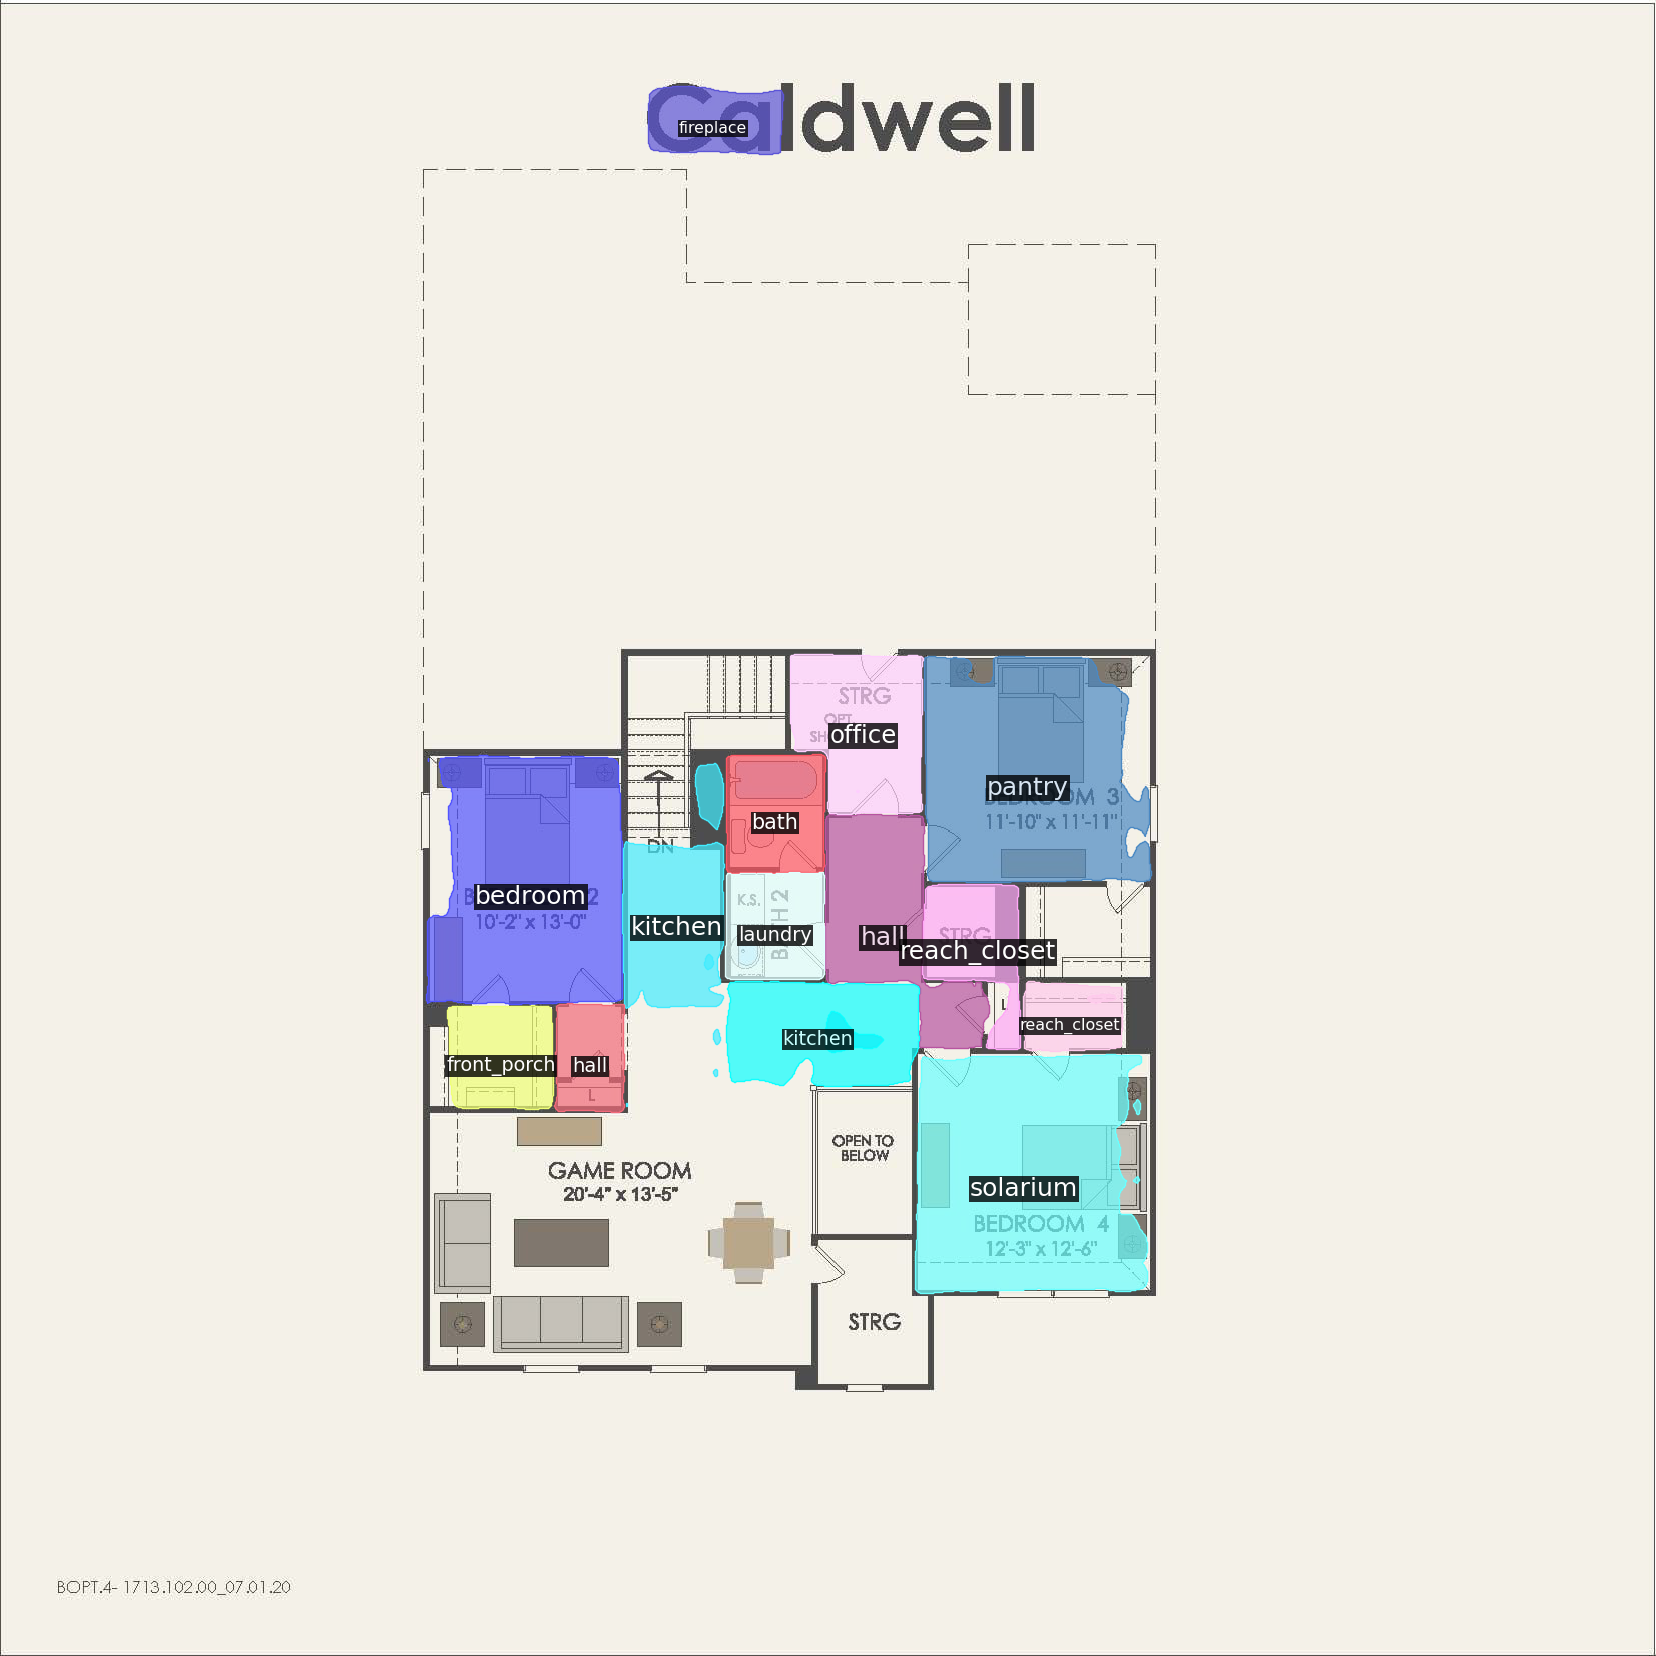 Caldwell
fireplace
STRG
OPT
SH
office
pantry
BEDROOM 3
11'-10" x 11'-11"
bath
DN
bedroom
2
10'-2" x 13'-0"
kitchen
K.S.
BATH 2
laundry
hall
STRG
reach_closet
L
reach_closet
kitchen
front_porch
hall
L
OPEN TO
BELOW
GAME ROOM
20'-4" x 13'-5"
solarium
BEDROOM 4
12'-3" x 12'-6"
STRG
BOPT.4- 1713.102.00_07.01.20